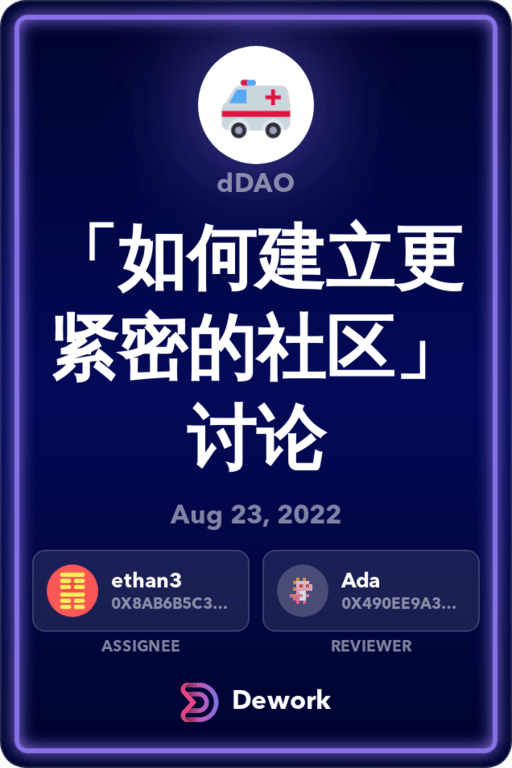 dDAO
「如何建立更
紧密的社区」
讨论
Aug 23, 2022
ethan3
0X8AB6B5C3...
Ada
0X490EE9A3...
ASSIGNEE
REVIEWER
Dework